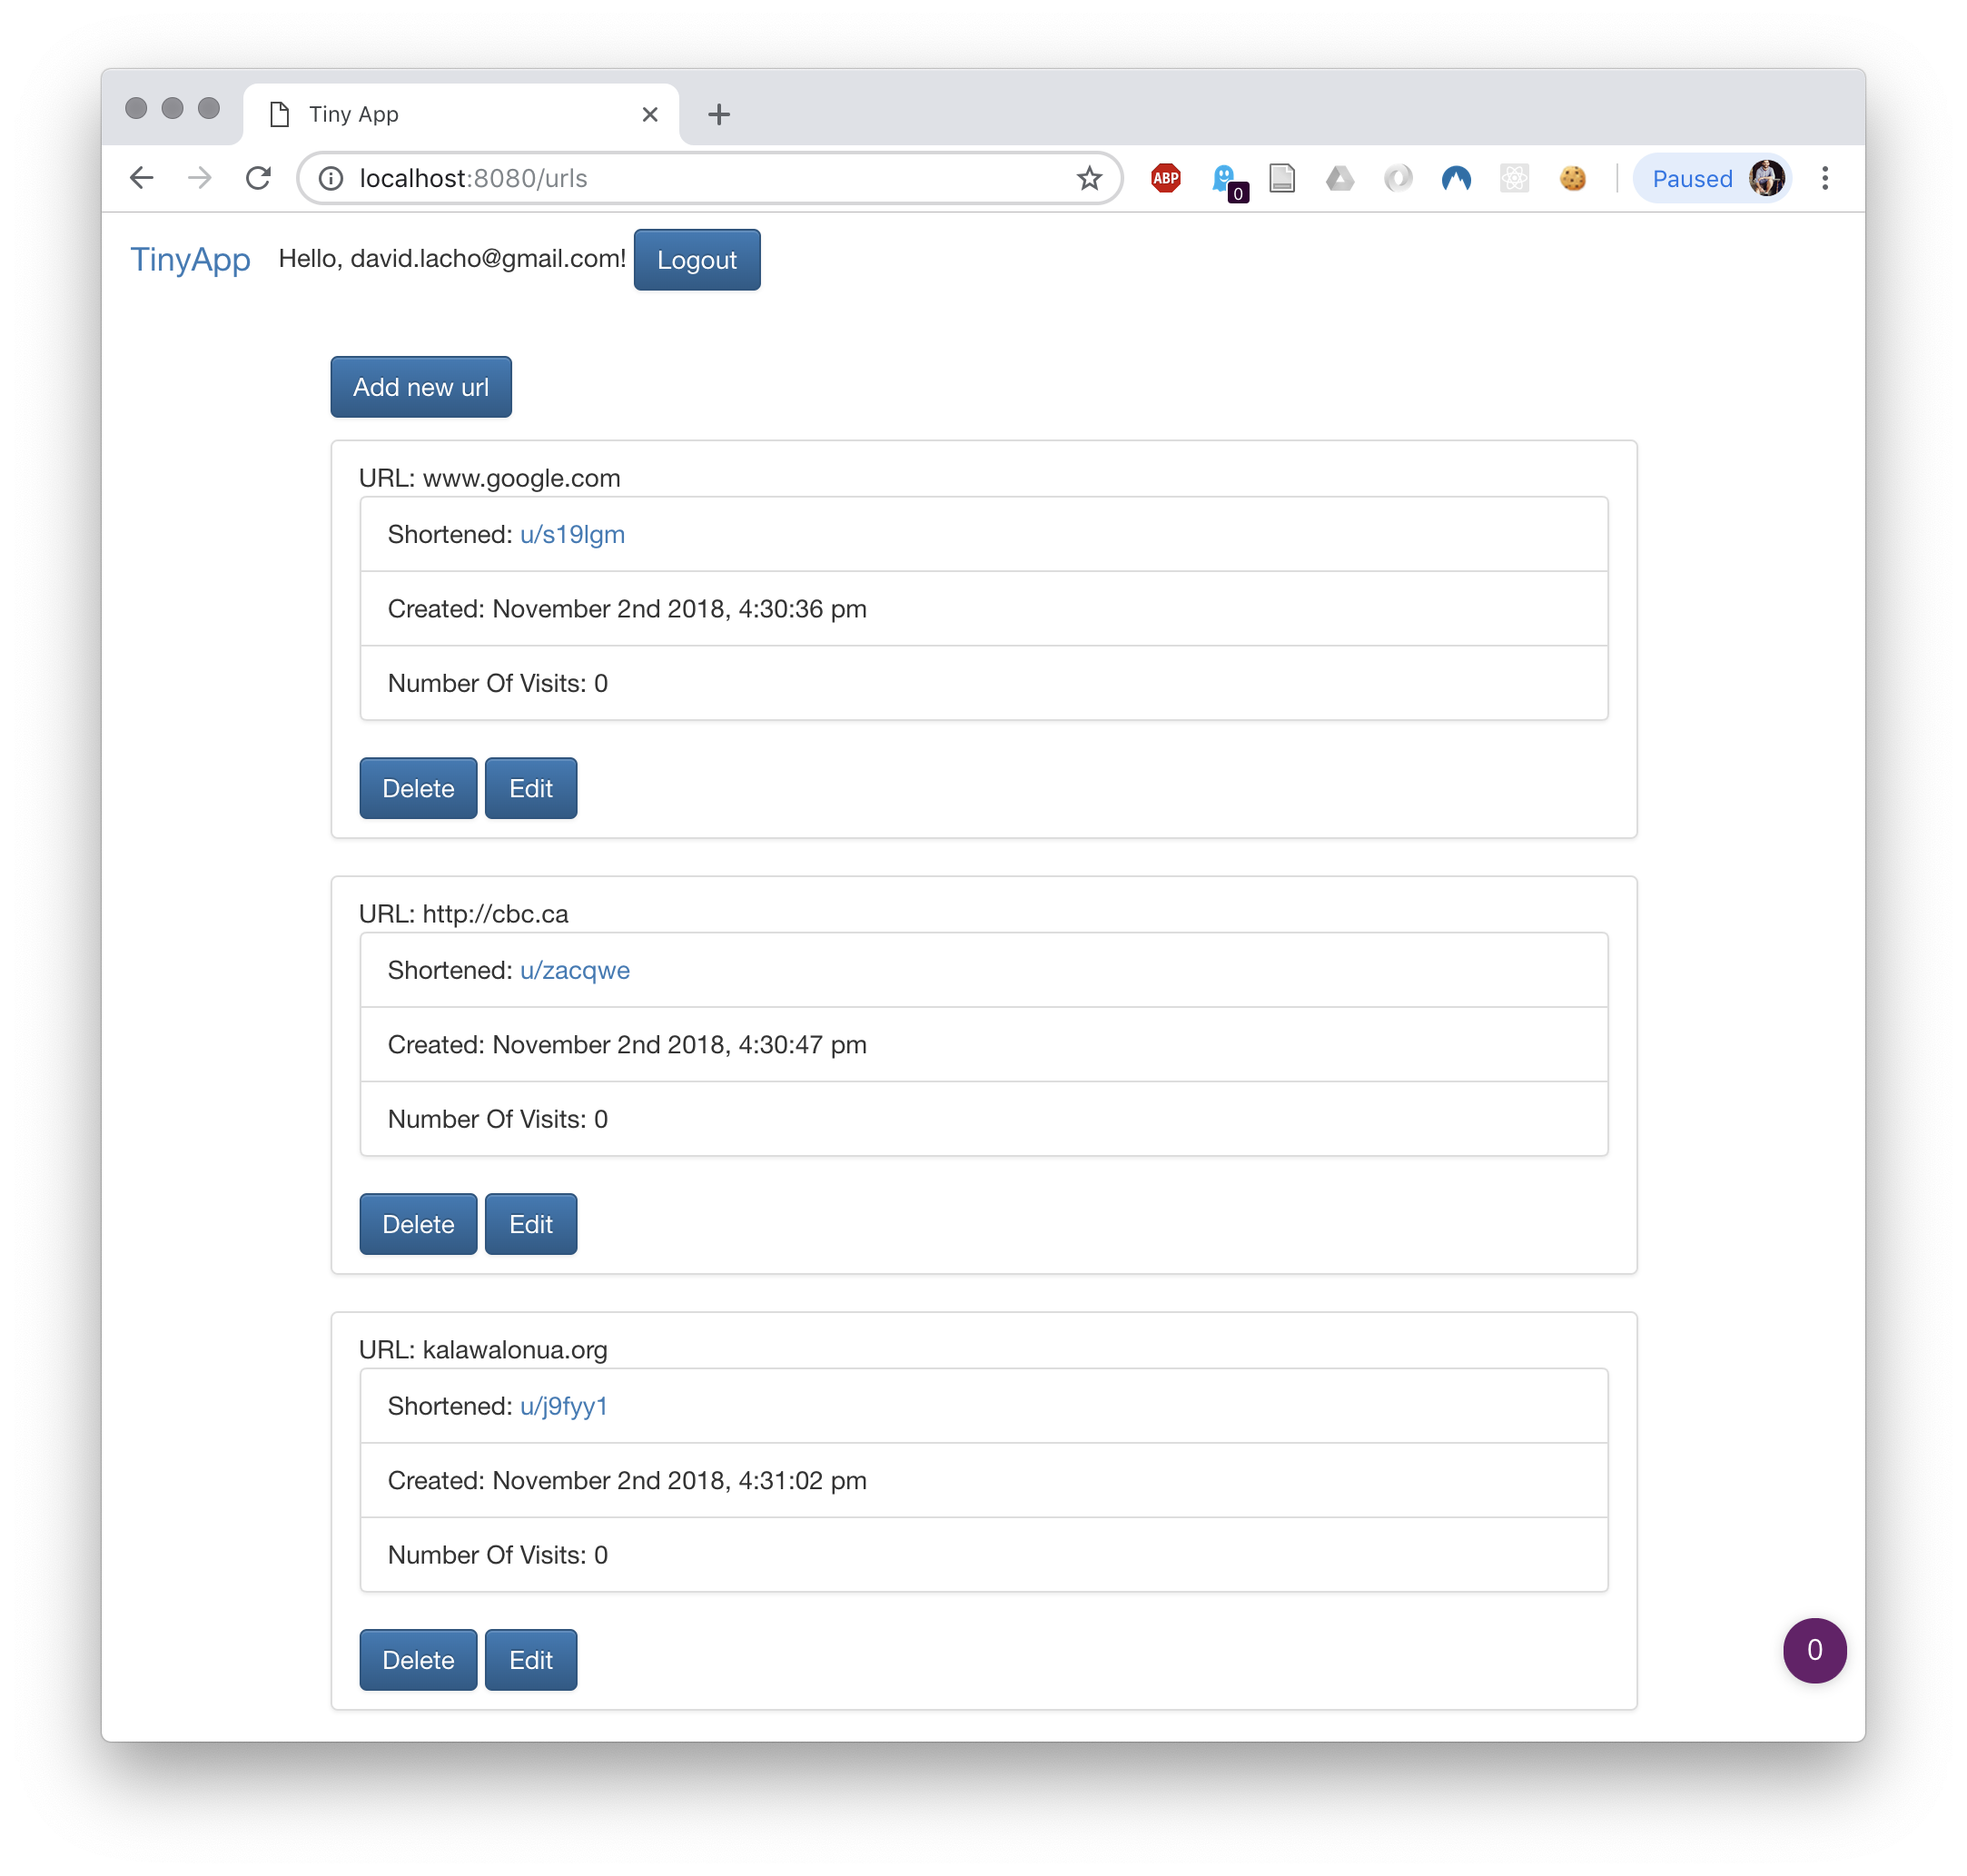 Tiny App
localhost:8080/urls
ABP
0
Paused
TinyApp Hello, david.lacho@gmail.com! Logout
Add new url
URL: www.google.com
Shortened: u/s19lgm
Created: November 2nd 2018, 4:30:36 pm
Number Of Visits: 0
Delete Edit
URL: http://cbc.ca
Shortened: u/zacqwe
Created: November 2nd 2018, 4:30:47 pm
Number Of Visits: 0
Delete Edit
URL: kalawalonua.org
Shortened: u/j9fyy1
Created: November 2nd 2018, 4:31:02 pm
Number Of Visits: 0
Delete Edit
0